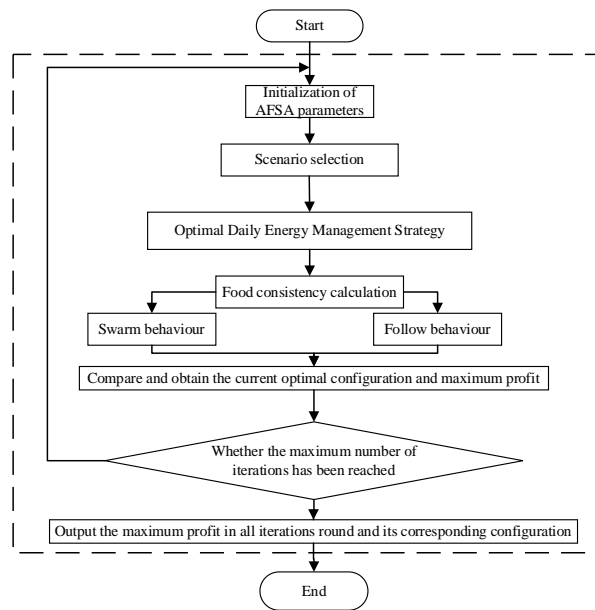 Start
Initialization of
AFSA parameters
Scenario selection
Optimal Daily Energy Management Strategy
Food consistency calculation
Swarm behaviour
Follow behaviour
Compare and obtain the current optimal configuration and maximum profit
Whether the maximum number of
iterations has been reached
Output the maximum profit in all iterations round and its corresponding configuration
End